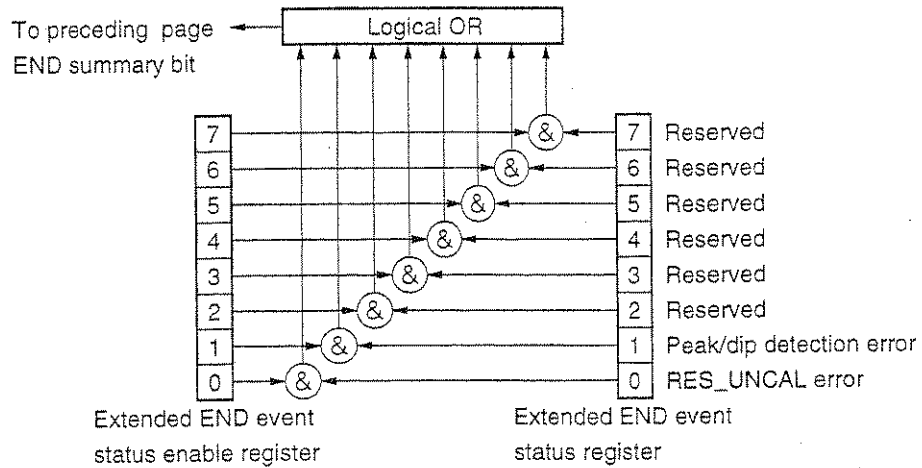 To preceding page
END summary bit
Logical OR
7 & 7 Reserved
6 & 6 Reserved
5 & 5 Reserved
4 & 4 Reserved
3 & 3 Reserved
2 & 2 Reserved
1 & 1 Peak/dip detection error
0 & 0 RES_UNCAL error
Extended END event
status enable register
Extended END event
status register